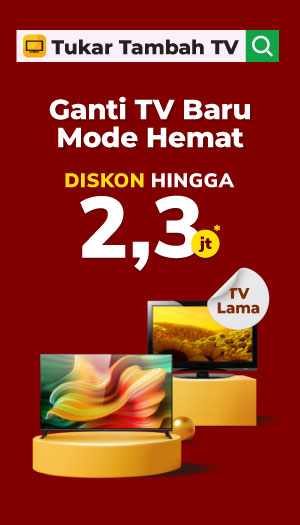 Tukar Tambah TV
Ganti TV Baru
Mode Hemat
DISKON HINGGA
2,3 jt*
TV
Lama